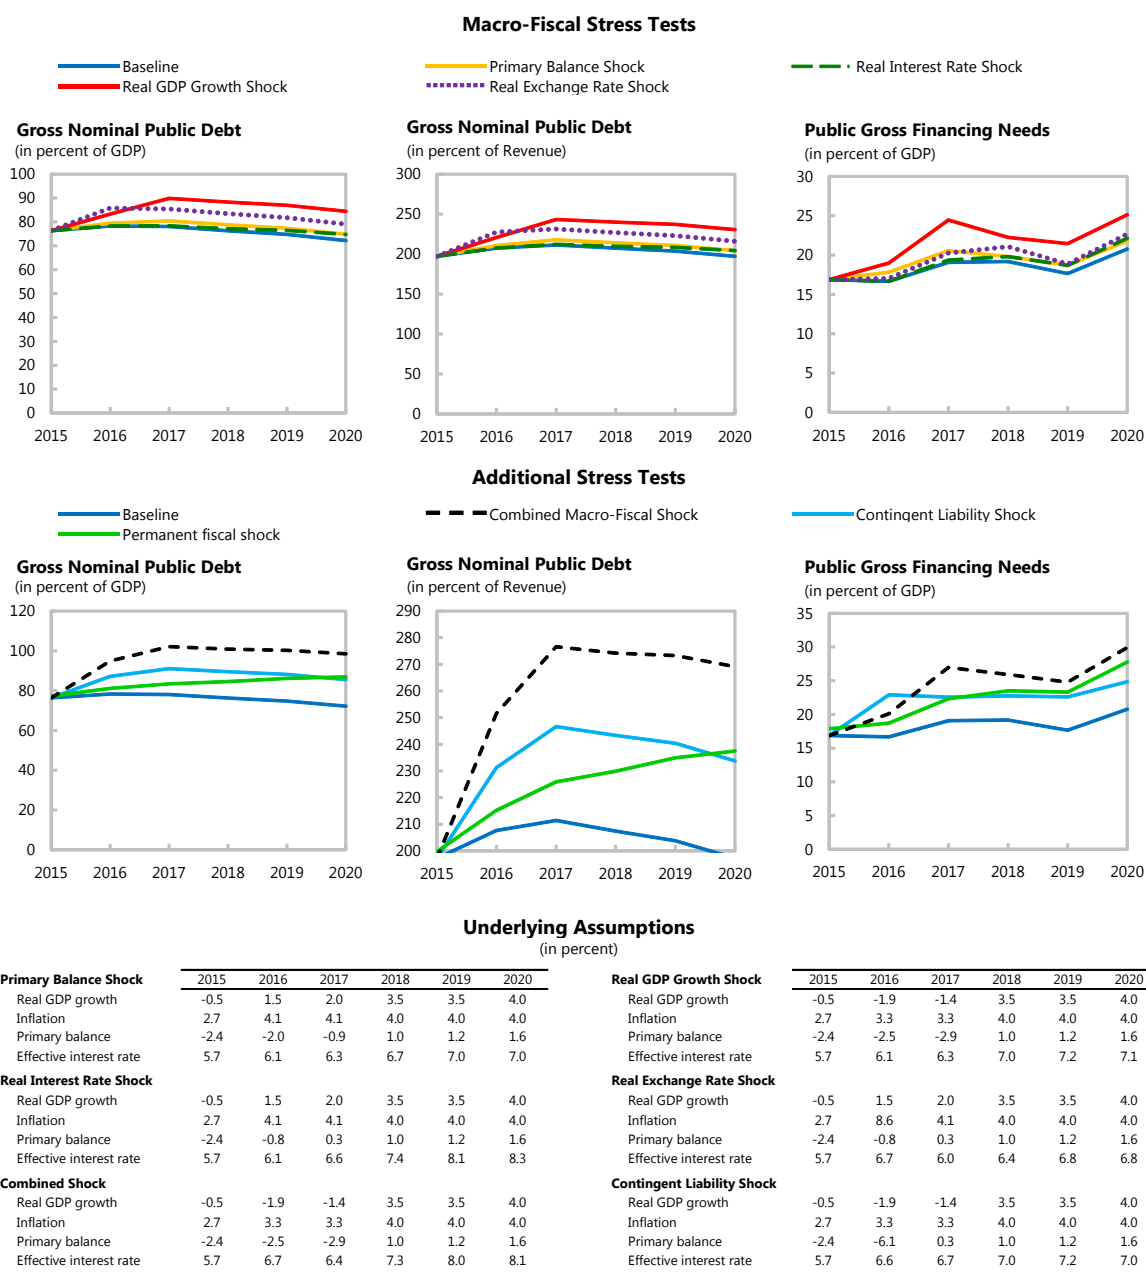 Macro-Fiscal Stress Tests
Baseline
Primary Balance Shock
Real Interest Rate Shock
Real GDP Growth Shock
Real Exchange Rate Shock
Gross Nominal Public Debt
(in percent of GDP)
100
90
80
70
60
50
40
30
20
10
0
2015 2016 2017 2018 2019 2020
Gross Nominal Public Debt
(in percent of Revenue)
300
250
200
150
100
50
0
2015 2016 2017 2018 2019 2020
Public Gross Financing Needs
(in percent of GDP)
30
25
20
15
10
5
0
2015 2016 2017 2018 2019 2020
Additional Stress Tests
Baseline
Combined Macro-Fiscal Shock
Contingent Liability Shock
Permanent fiscal shock
Gross Nominal Public Debt
(in percent of GDP)
120
100
80
60
40
20
0
2015 2016 2017 2018 2019 2020
Gross Nominal Public Debt
(in percent of Revenue)
290
280
270
260
250
240
230
220
210
200
2015 2016 2017 2018 2019 2020
Public Gross Financing Needs
(in percent of GDP)
35
30
25
20
15
10
5
0
2015 2016 2017 2018 2019 2020
Underlying Assumptions
(in percent)
Primary Balance Shock 2015 2016 2017 2018 2019 2020
Real GDP growth -0.5 1.5 2.0 3.5 3.5 4.0
Inflation 2.7 4.1 4.1 4.0 4.0 4.0
Primary balance -2.4 -2.0 -0.9 1.0 1.2 1.6
Effective interest rate 5.7 6.1 6.3 6.7 7.0 7.0
Real Interest Rate Shock
Real GDP growth -0.5 1.5 2.0 3.5 3.5 4.0
Inflation 2.7 4.1 4.1 4.0 4.0 4.0
Primary balance -2.4 -0.8 0.3 1.0 1.2 1.6
Effective interest rate 5.7 6.1 6.6 7.4 8.1 8.3
Combined Shock
Real GDP growth -0.5 -1.9 -1.4 3.5 3.5 4.0
Inflation 2.7 3.3 3.3 4.0 4.0 4.0
Primary balance -2.4 -2.5 -2.9 1.0 1.2 1.6
Effective interest rate 5.7 6.7 6.4 7.3 8.0 8.1
Real GDP Growth Shock 2015 2016 2017 2018 2019 2020
Real GDP growth -0.5 -1.9 -1.4 3.5 3.5 4.0
Inflation 2.7 3.3 3.3 4.0 4.0 4.0
Primary balance -2.4 -2.5 -2.9 1.0 1.2 1.6
Effective interest rate 5.7 6.1 6.3 7.0 7.2 7.1
Real Exchange Rate Shock
Real GDP growth -0.5 1.5 2.0 3.5 3.5 4.0
Inflation 2.7 8.6 4.1 4.0 4.0 4.0
Primary balance -2.4 -0.8 0.3 1.0 1.2 1.6
Effective interest rate 5.7 6.7 6.0 6.4 6.8 6.8
Contingent Liability Shock
Real GDP growth -0.5 -1.9 -1.4 3.5 3.5 4.0
Inflation 2.7 3.3 3.3 4.0 4.0 4.0
Primary balance -2.4 -6.1 0.3 1.0 1.2 1.6
Effective interest rate 5.7 6.6 6.7 7.0 7.2 7.0